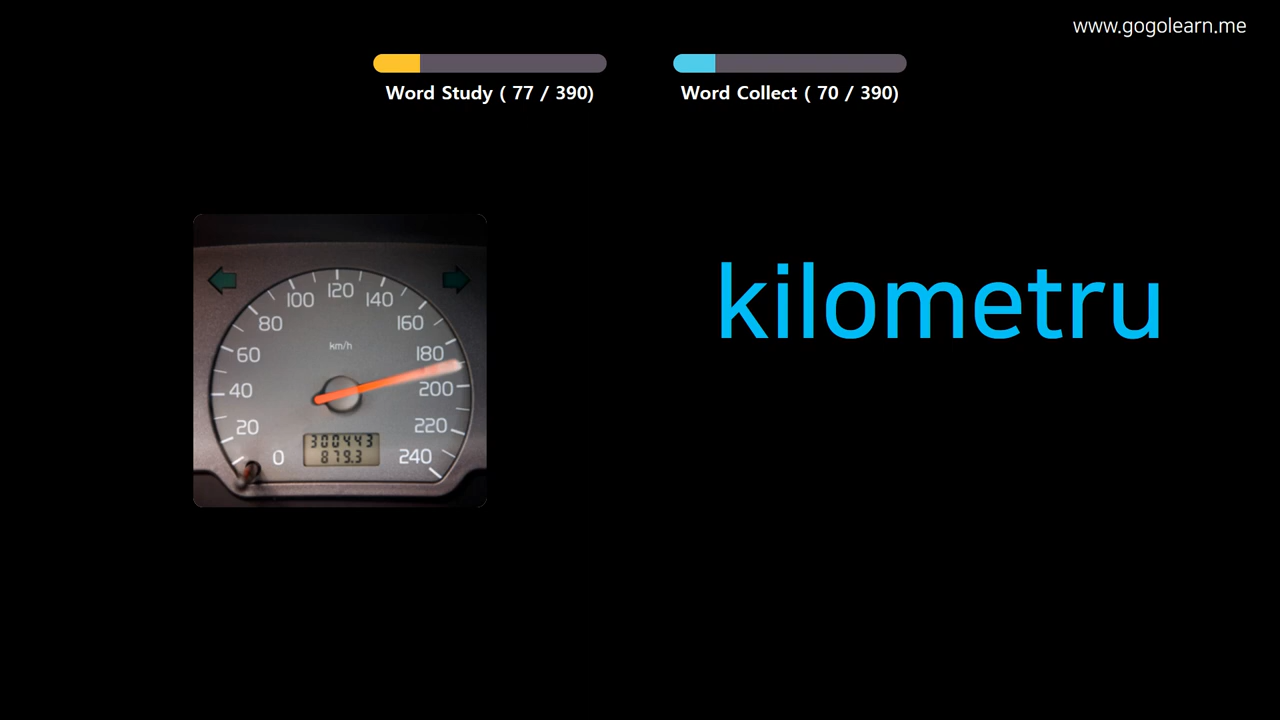 www.gogolearn.me
Word Study ( 77 / 390)
Word Collect ( 70 / 390)
kilometru
100 120 140
80 160
km/h
60 180
40 200
20 220
300443
0 240
879.3